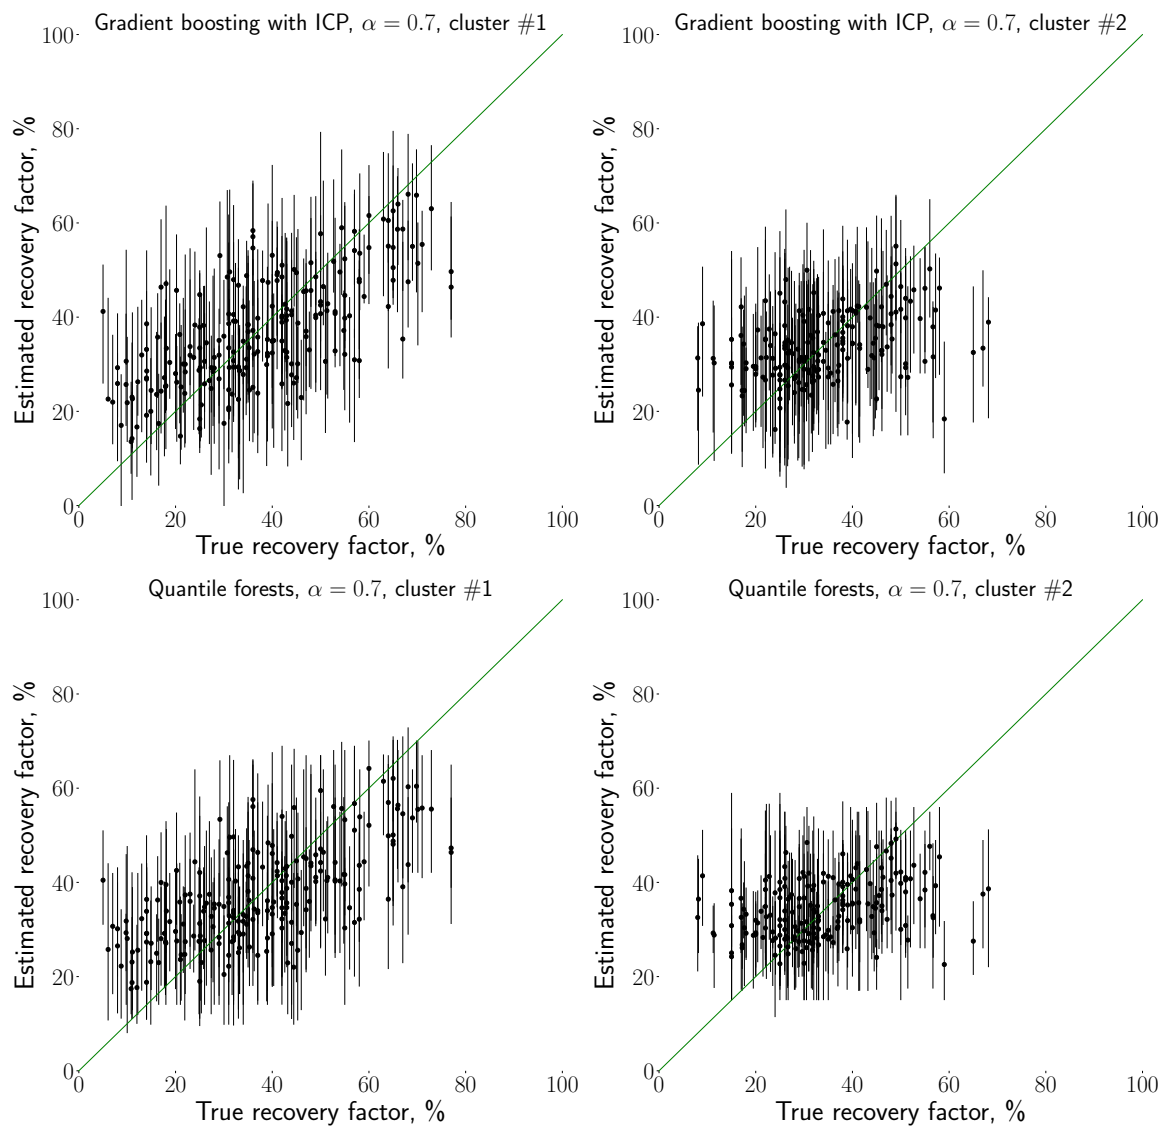 Gradient boosting with ICP, α = 0.7, cluster #1
100
80
60
40
20
0
Estimated recovery factor, %
0 20 40 60 80 100
True recovery factor, %
Gradient boosting with ICP, α = 0.7, cluster #2
100
80
60
40
20
0
Estimated recovery factor, %
0 20 40 60 80 100
True recovery factor, %
Quantile forests, α = 0.7, cluster #1
100
80
60
40
20
0
Estimated recovery factor, %
0 20 40 60 80 100
True recovery factor, %
Quantile forests, α = 0.7, cluster #2
100
80
60
40
20
0
Estimated recovery factor, %
0 20 40 60 80 100
True recovery factor, %